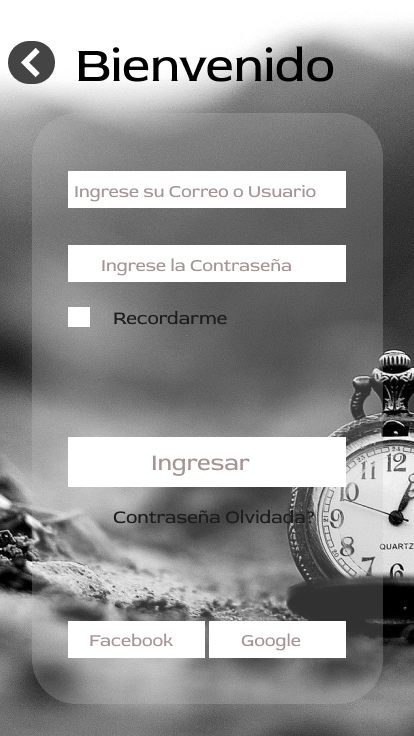 Bienvenido
Ingrese su Correo o Usuario
Ingrese la Contraseña
Recordarme
Ingresar
Contraseña Olvidada?
Facebook
Google
11 12
10
9
8
7 6
QUARTZ